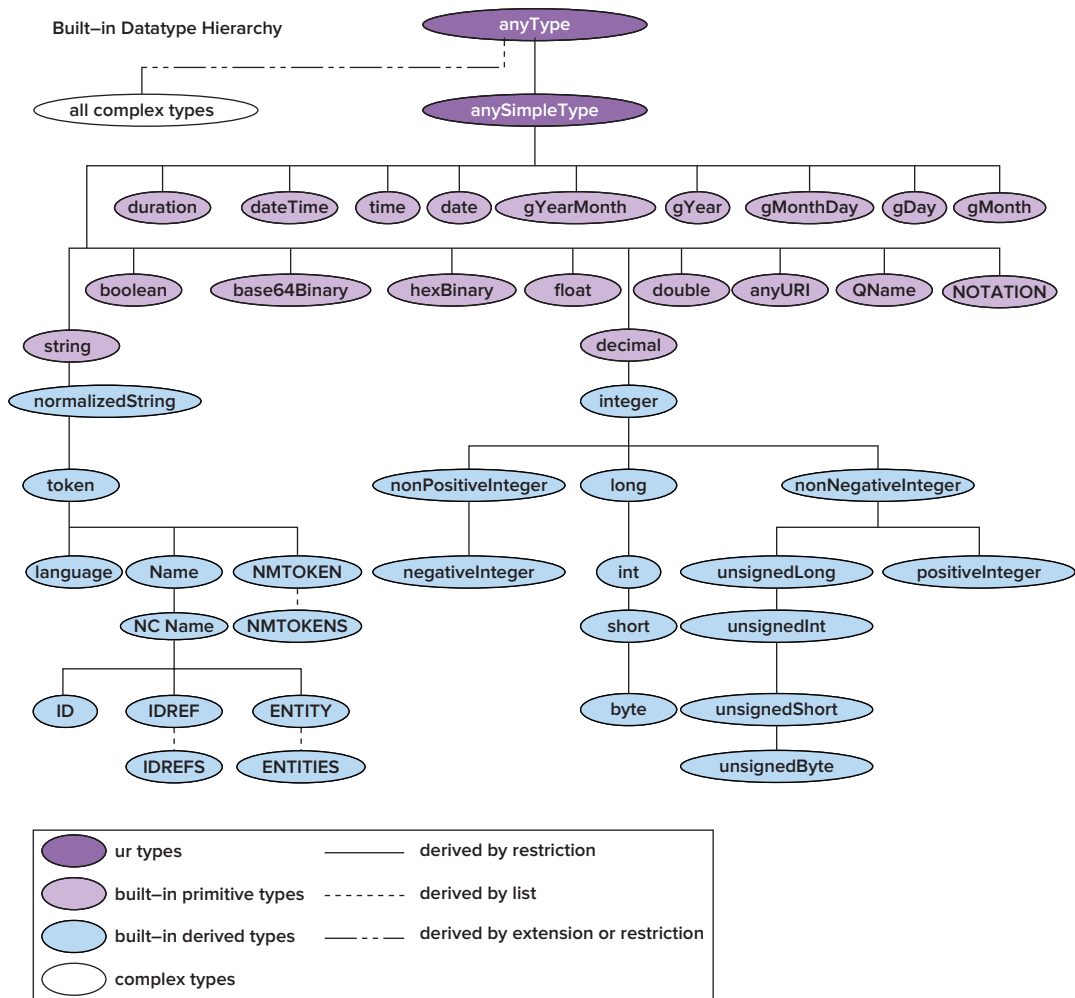 Built–in Datatype Hierarchy
anyType
all complex types
anySimpleType
duration
dateTime
time
date
gYearMonth
gYear
gMonthDay
gDay
gMonth
boolean
base64Binary
hexBinary
float
double
anyURI
QName
NOTATION
string
decimal
normalizedString
integer
token
nonPositiveInteger
long
nonNegativeInteger
language
Name
NMTOKEN
negativeInteger
int
unsignedLong
positiveInteger
NC Name
NMTOKENS
short
unsignedInt
ID
IDREF
ENTITY
byte
unsignedShort
IDREFS
ENTITIES
unsignedByte
ur types
derived by restriction
built–in primitive types
derived by list
built–in derived types
derived by extension or restriction
complex types